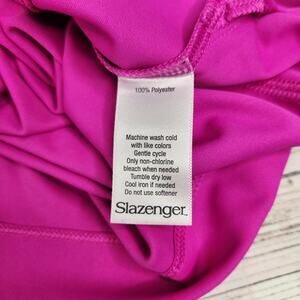 100% Polyester
Machine wash cold
with like colors
Gentle cycle
Only non-chlorine
bleach when needed
Tumble dry low
Cool iron if needed
Do not use softener
Slazenger